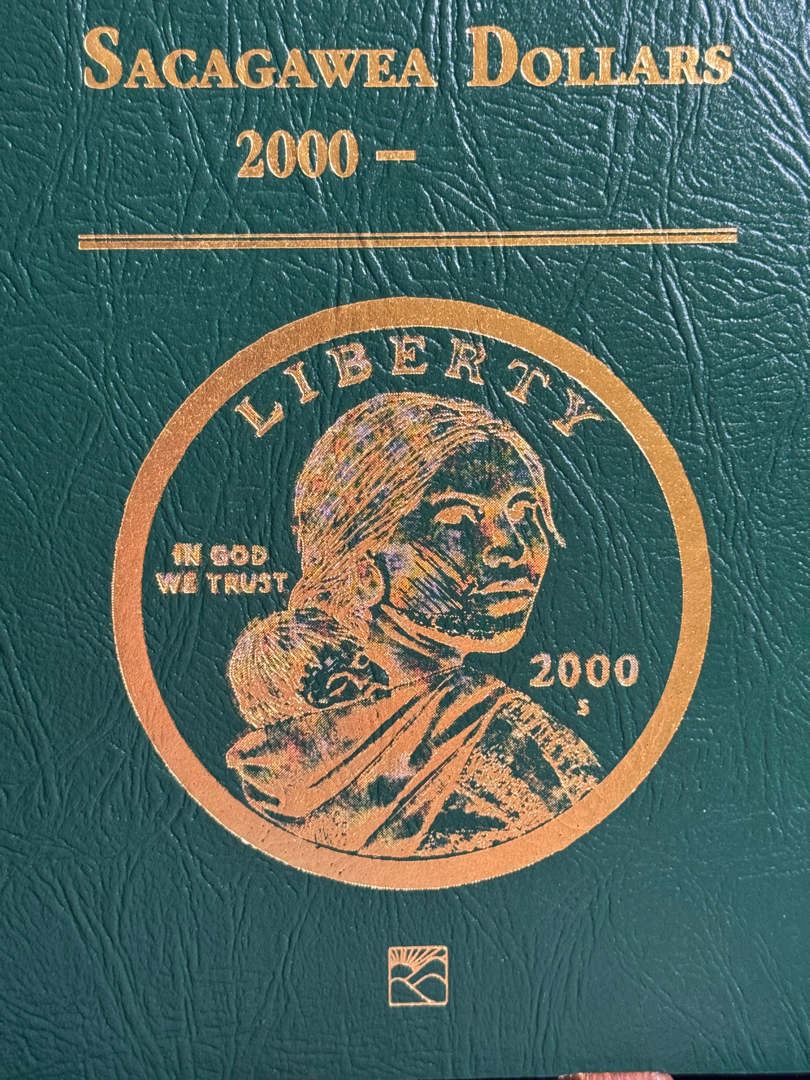 SACAGAWEA DOLLARS
2000 –
LIBERTY
IN GOD
WE TRUST
2000
S